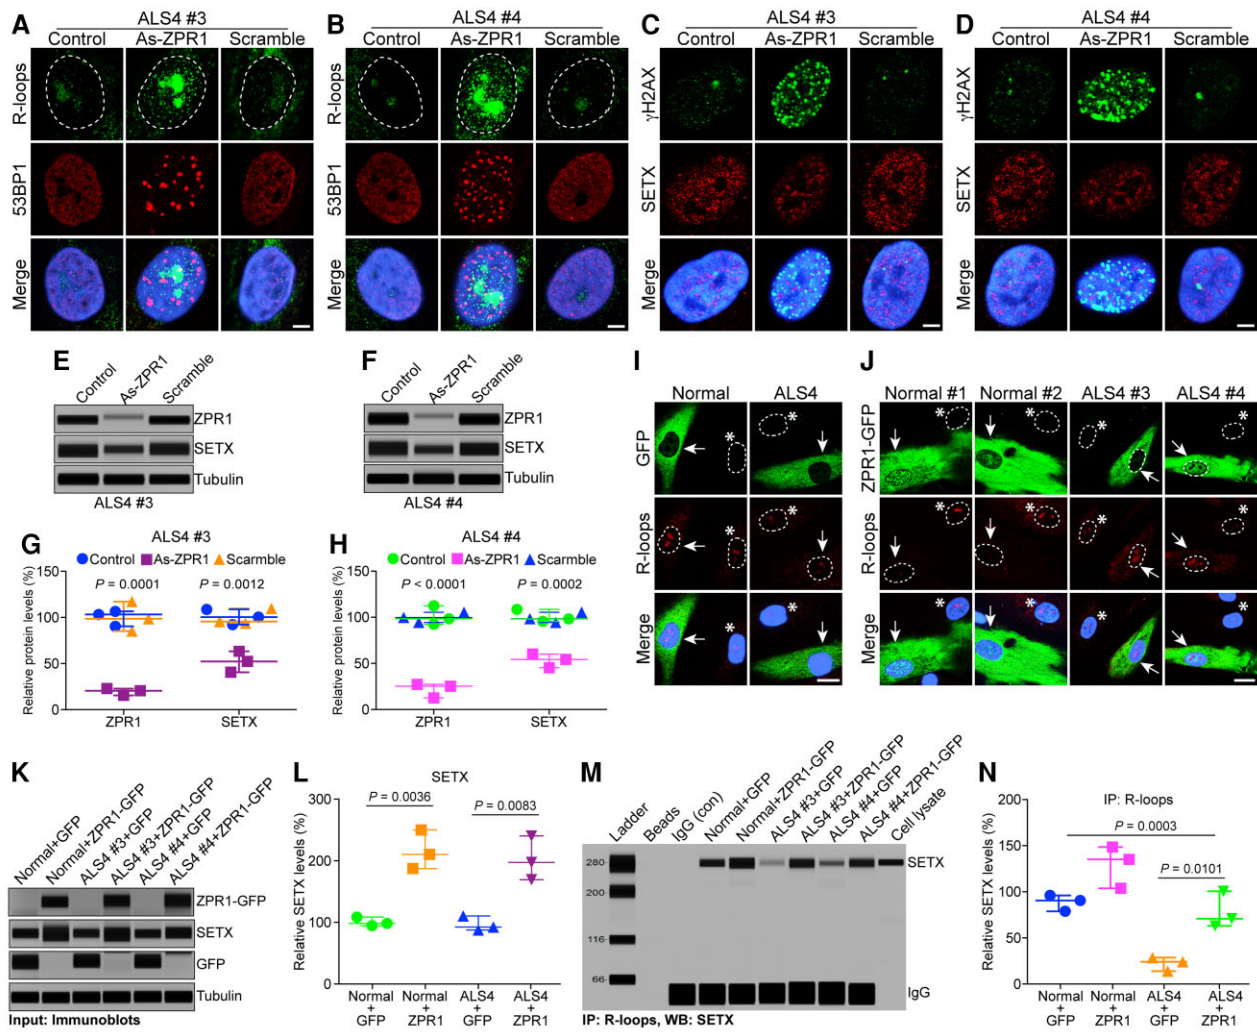 A
ALS4 #3
Control As-ZPR1 Scramble
R-loops
53BP1
Merge
B
ALS4 #4
Control As-ZPR1 Scramble
R-loops
53BP1
Merge
C
ALS4 #3
Control As-ZPR1 Scramble
γH2AX
SETX
Merge
D
ALS4 #4
Control As-ZPR1 Scramble
γH2AX
SETX
Merge
E
Control
As-ZPR1
Scramble
ZPR1
SETX
Tubulin
ALS4 #3
F
Control
As-ZPR1
Scramble
ZPR1
SETX
Tubulin
ALS4 #4
G
ALS4 #3
Control As-ZPR1 Scarmble
Relative protein levels (%)
150
100
50
0
P = 0.0001 P = 0.0012
ZPR1 SETX
H
ALS4 #4
Control As-ZPR1 Scramble
Relative protein levels (%)
150
100
50
0
P < 0.0001 P = 0.0002
ZPR1 SETX
I
Normal ALS4
GFP
R-loops
Merge
* *
* *
* *
J
Normal #1 Normal #2 ALS4 #3 ALS4 #4
ZPR1-GFP
R-loops
Merge
* * * *
* * * *
* * * *
K
Normal+GFP
Normal+ZPR1-GFP
ALS4 #3+GFP
ALS4 #3+ZPR1-GFP
ALS4 #4+GFP
ALS4 #4+ZPR1-GFP
ZPR1-GFP
SETX
GFP
Tubulin
Input: Immunoblots
L
SETX
Relative SETX levels (%)
300
200
100
0
P = 0.0036
P = 0.0083
Normal + GFP
Normal + ZPR1
ALS4 + GFP
ALS4 + ZPR1
M
Ladder
Beads
IgG (con)
Normal+GFP
Normal+ZPR1-GFP
ALS4 #3+GFP
ALS4 #3+ZPR1-GFP
ALS4 #4+GFP
ALS4 #4+ZPR1-GFP
Cell lysate
280-
200-
116-
66-
SETX
IgG
IP: R-loops, WB: SETX
N
IP: R-loops
Relative SETX levels (%)
200
150
100
50
0
P = 0.0003
P = 0.0101
Normal + GFP
Normal + ZPR1
ALS4 + GFP
ALS4 + ZPR1